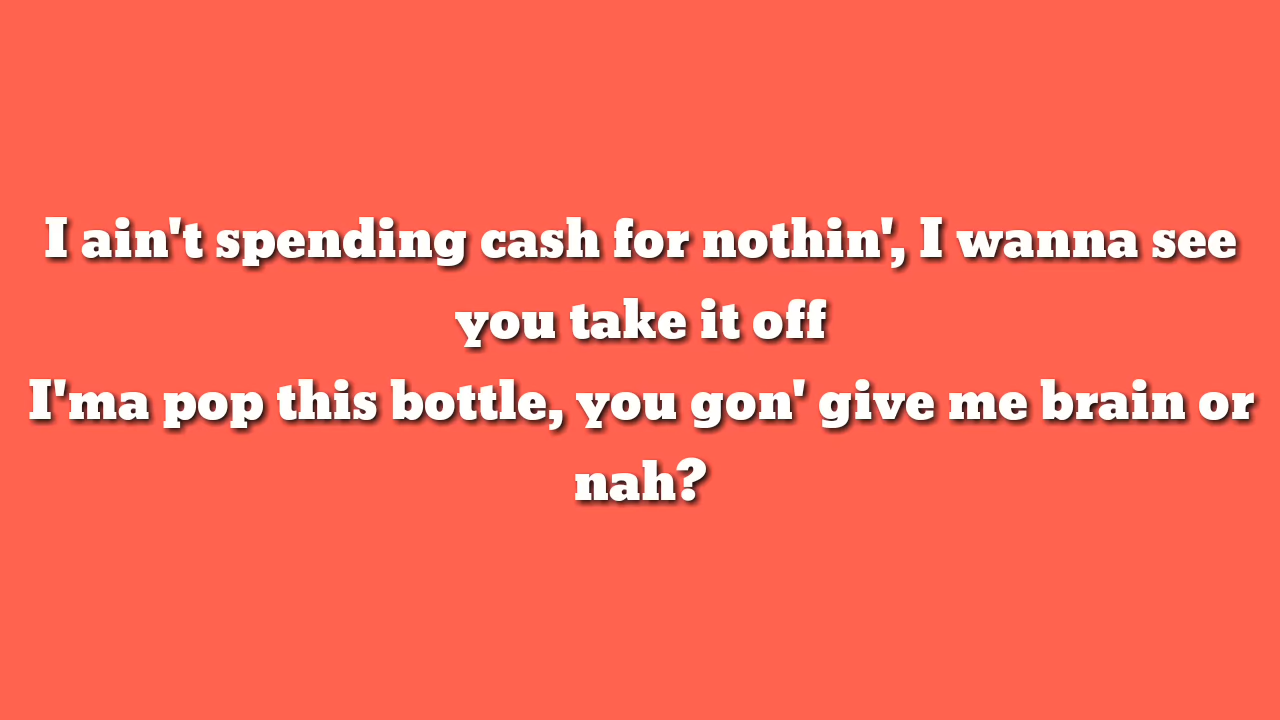 I ain't spending cash for nothin', I wanna see
you take it off
I'ma pop this bottle, you gon' give me brain or
nah?